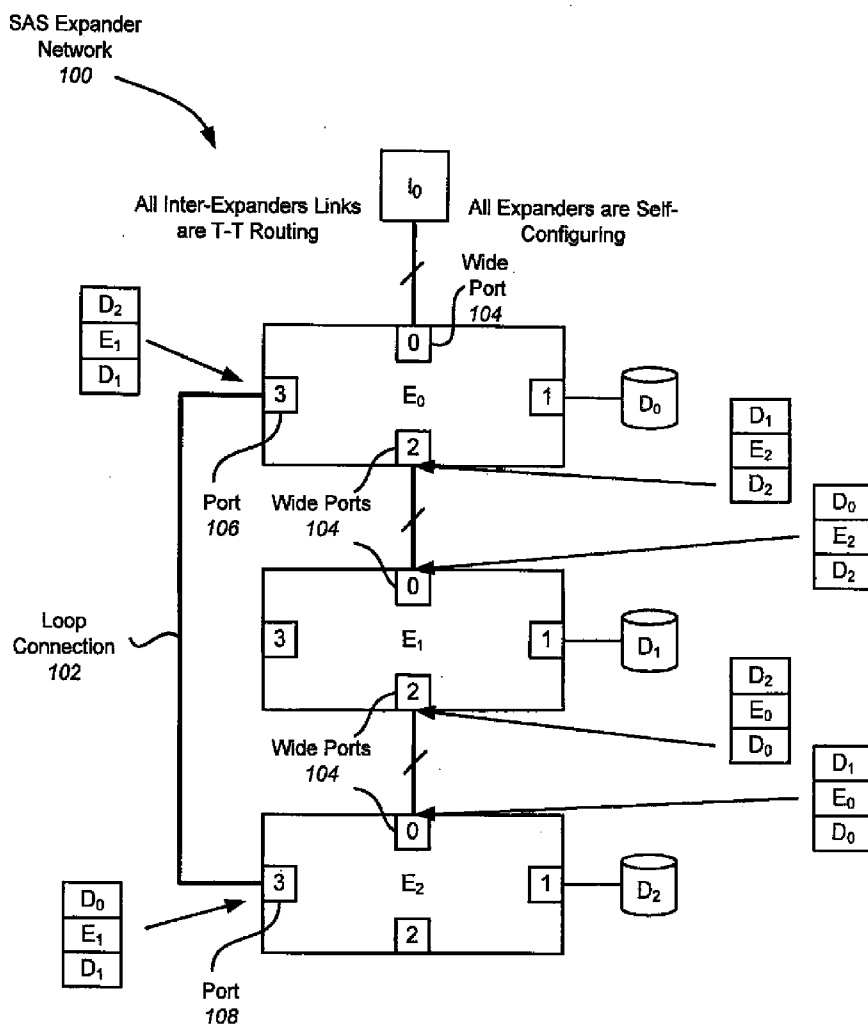 SAS Expander
Network
100
I0
All Inter-Expanders Links
are T-T Routing
All Expanders are Self-
Configuring
Wide
Port
104
D2
E1
D1
0
3
E0
1
D0
2
D1
E2
D2
Port
106
Wide Ports
104
D0
E2
D2
0
Loop
Connection
102
3
E1
1
D1
2
D2
E0
D0
Wide Ports
104
D1
E0
D0
0
3
E2
1
D2
2
D0
E1
D1
Port
108